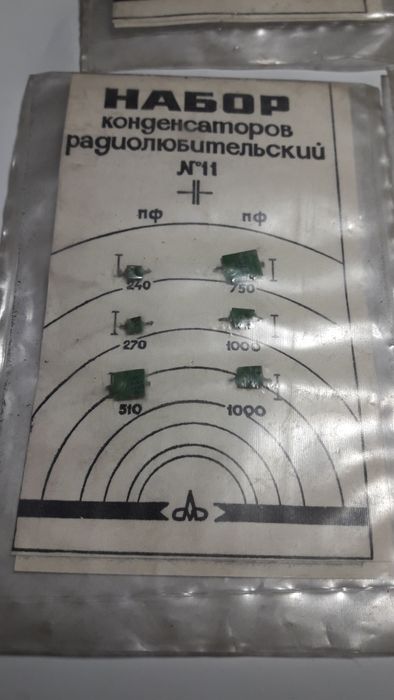 НАБОР
конденсаторов
радиолюбительский
№11
пф пф
240 750
270 1000
510 1000